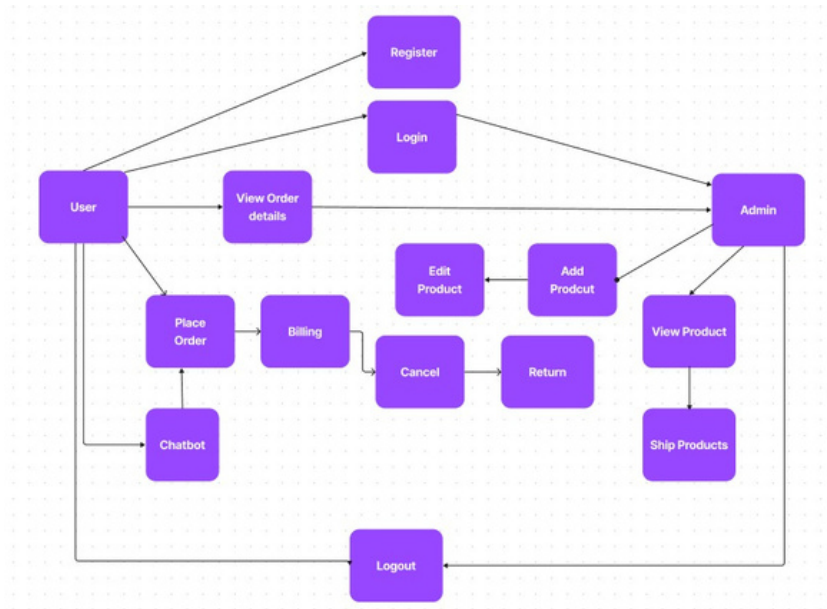 Register
Login
User
View Order
details
Admin
Edit
Product
Add
Prodcut
Place
Order
Billing
View Product
Cancel
Return
Chatbot
Ship Products
Logout